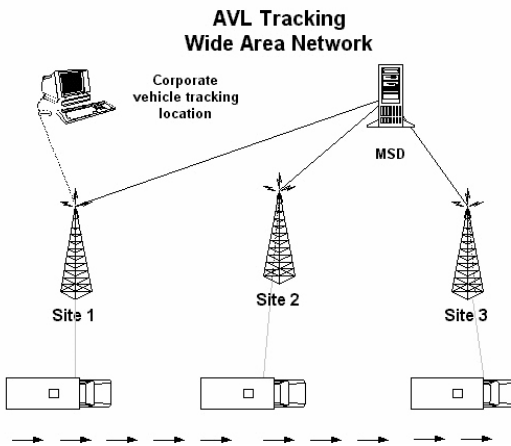 AVL Tracking
Wide Area Network
Corporate
vehicle tracking
location
MSD
Site 1
Site 2
Site 3